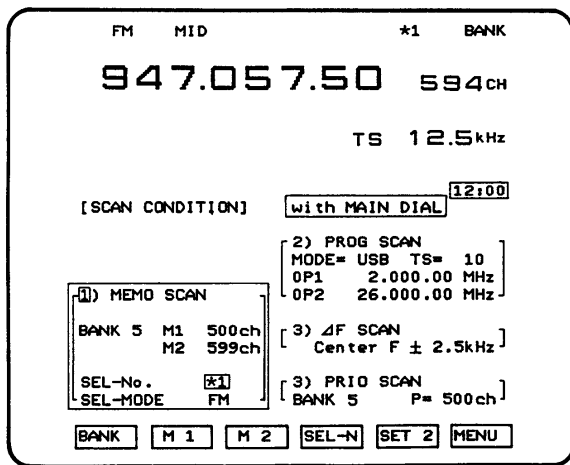 FM MID *1 BANK
947.057.50 594CH
TS 12.5kHz
12:00
[SCAN CONDITION] with MAIN DIAL
2) PROG SCAN
MODE= USB TS= 10
0P1 2.000.00 MHz
0P2 26.000.00 MHz
1) MEMO SCAN
BANK 5 M1 500ch
M2 599ch
SEL-No. *1
SEL-MODE FM
3) ⊿F SCAN
Center F ± 2.5kHz
3) PRIO SCAN
BANK 5 P= 500ch
BANK M 1 M 2 SEL-N SET 2 MENU